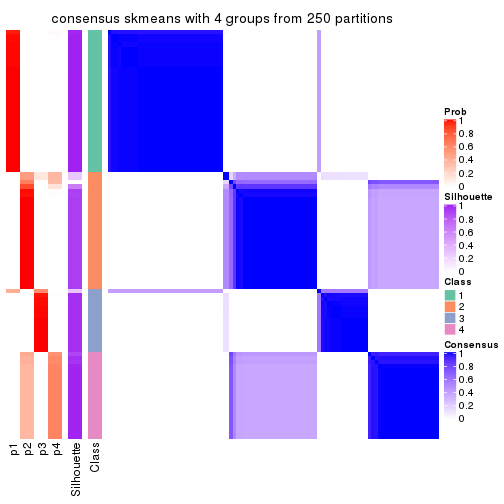 consensus skmeans with 4 groups from 250 partitions
Prob
1
0.8
0.6
0.4
0.2
0
Silhouette
1
0.8
0.6
0.4
0.2
0
Class
1
2
3
4
Consensus
1
0.8
0.6
0.4
0.2
0
p1
p2
p3
p4
Silhouette
Class